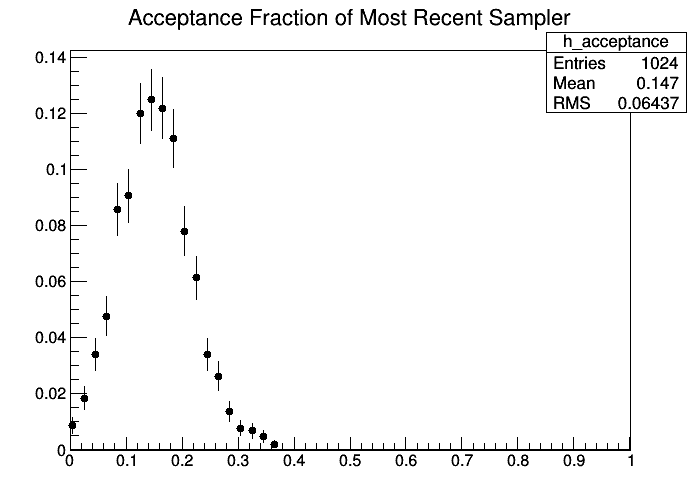 Acceptance Fraction of Most Recent Sampler
h_acceptance
Entries 1024
Mean 0.147
RMS 0.06437
0.14
0.12
0.1
0.08
0.06
0.04
0.02
0
0 0.1 0.2 0.3 0.4 0.5 0.6 0.7 0.8 0.9 1